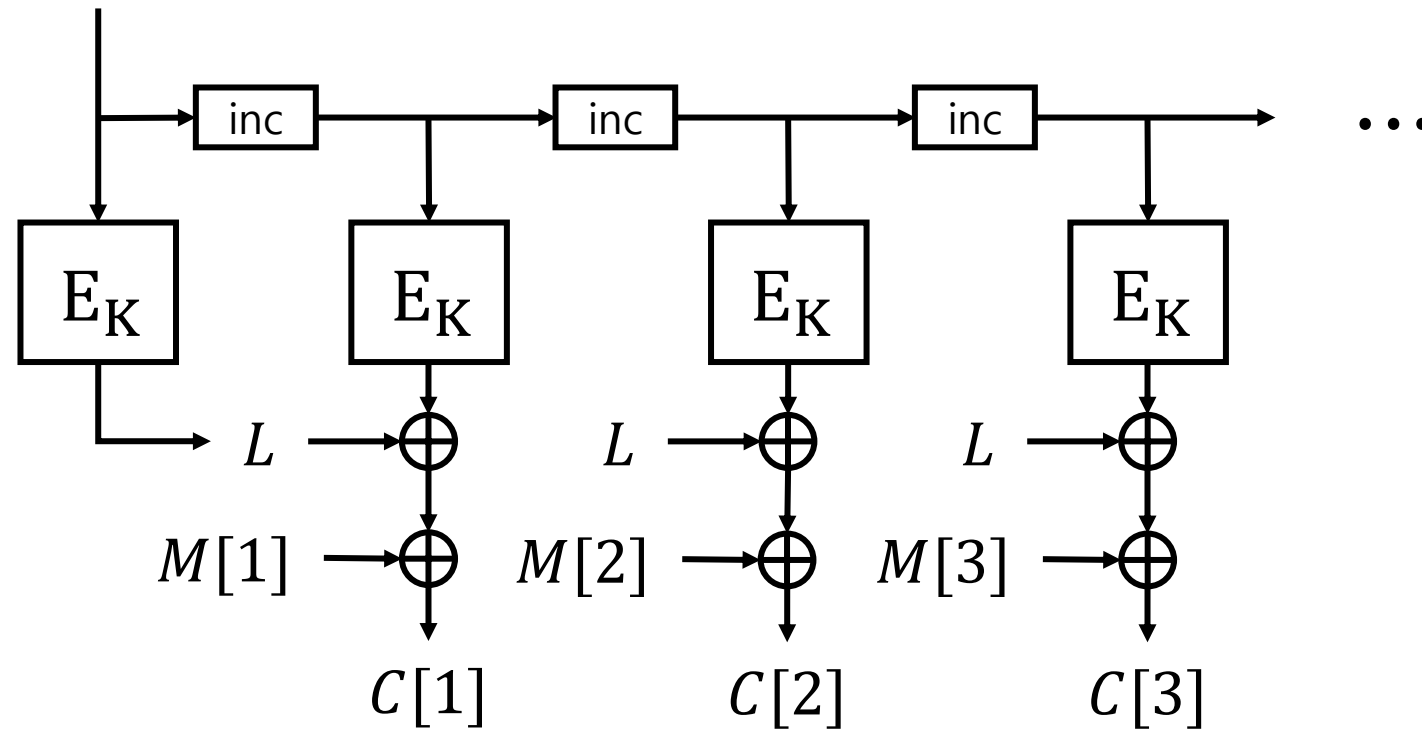 inc inc inc ...
E_K E_K E_K E_K
L L L
M[1] M[2] M[3]
C[1] C[2] C[3]